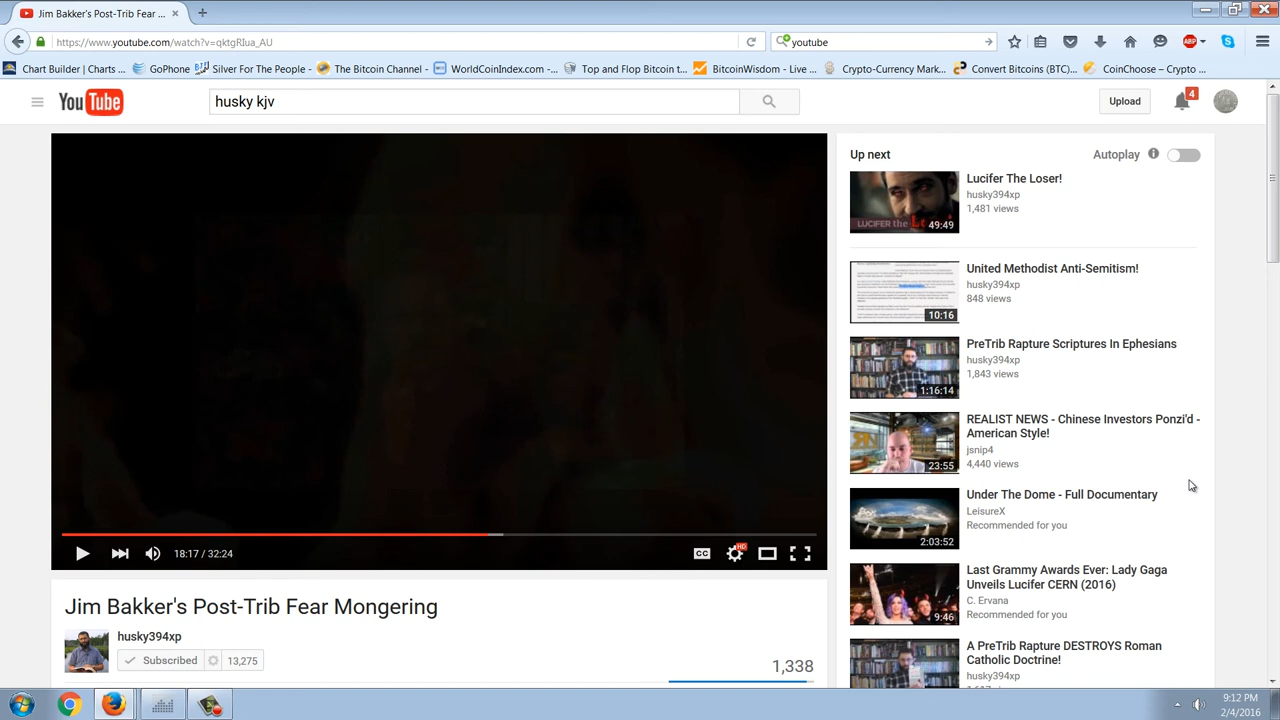 Jim Bakker's Post-Trib Fear ...
https://www.youtube.com/watch?v=qktgRIua_AU
youtube
ABP
Chart Builder | Charts ...
GoPhone
Silver For The People - ...
The Bitcoin Channel - ...
WorldCoinIndex.com -...
Top and Flop Bitcoin t...
BitcoinWisdom - Live ...
Crypto-Currency Mark...
Convert Bitcoins (BTC)...
CoinChoose – Crypto ...
YouTube
husky kjv
Upload
4
Up next
Autoplay
Lucifer The Loser!
husky394xp
1,481 views
LUCIFER the L
49:49
United Methodist Anti-Semitism!
husky394xp
848 views
10:16
PreTrib Rapture Scriptures In Ephesians
husky394xp
1,843 views
1:16:14
REALIST NEWS - Chinese Investors Ponzi'd -
American Style!
jsnip4
4,440 views
23:55
Under The Dome - Full Documentary
LeisureX
Recommended for you
2:03:52
Last Grammy Awards Ever: Lady Gaga
Unveils Lucifer CERN (2016)
C. Ervana
Recommended for you
9:46
A PreTrib Rapture DESTROYS Roman
Catholic Doctrine!
husky394xp
18:17 / 32:24
CC
HD
Jim Bakker's Post-Trib Fear Mongering
husky394xp
Subscribed
13,275
1,338
9:12 PM
2/4/2016